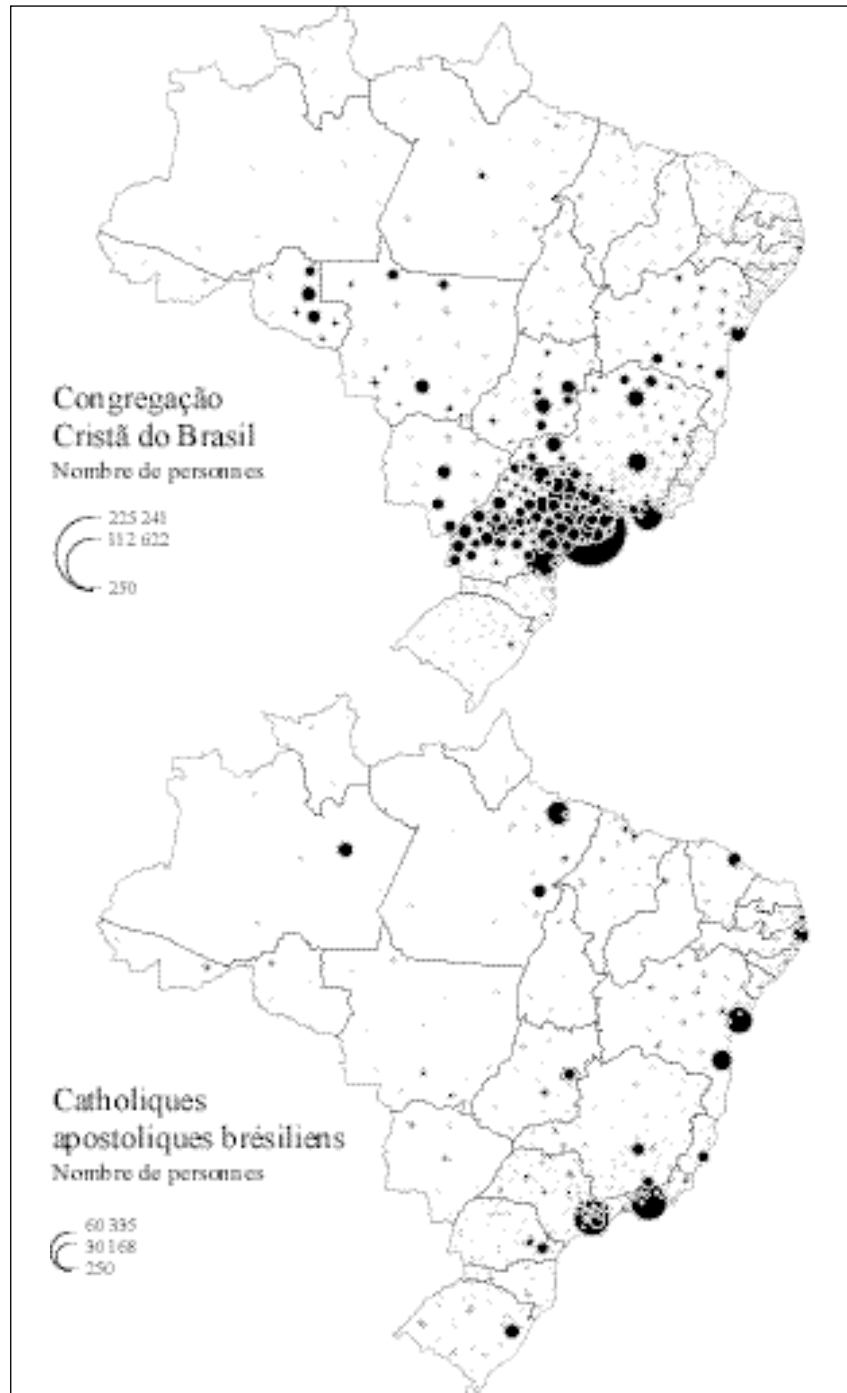 Congregação
Cristã do Brasil
Nombre de personnes
225 241
112 622
250
Catholiques
apostoliques brésiliens
Nombre de personnes
60 335
30 168
250